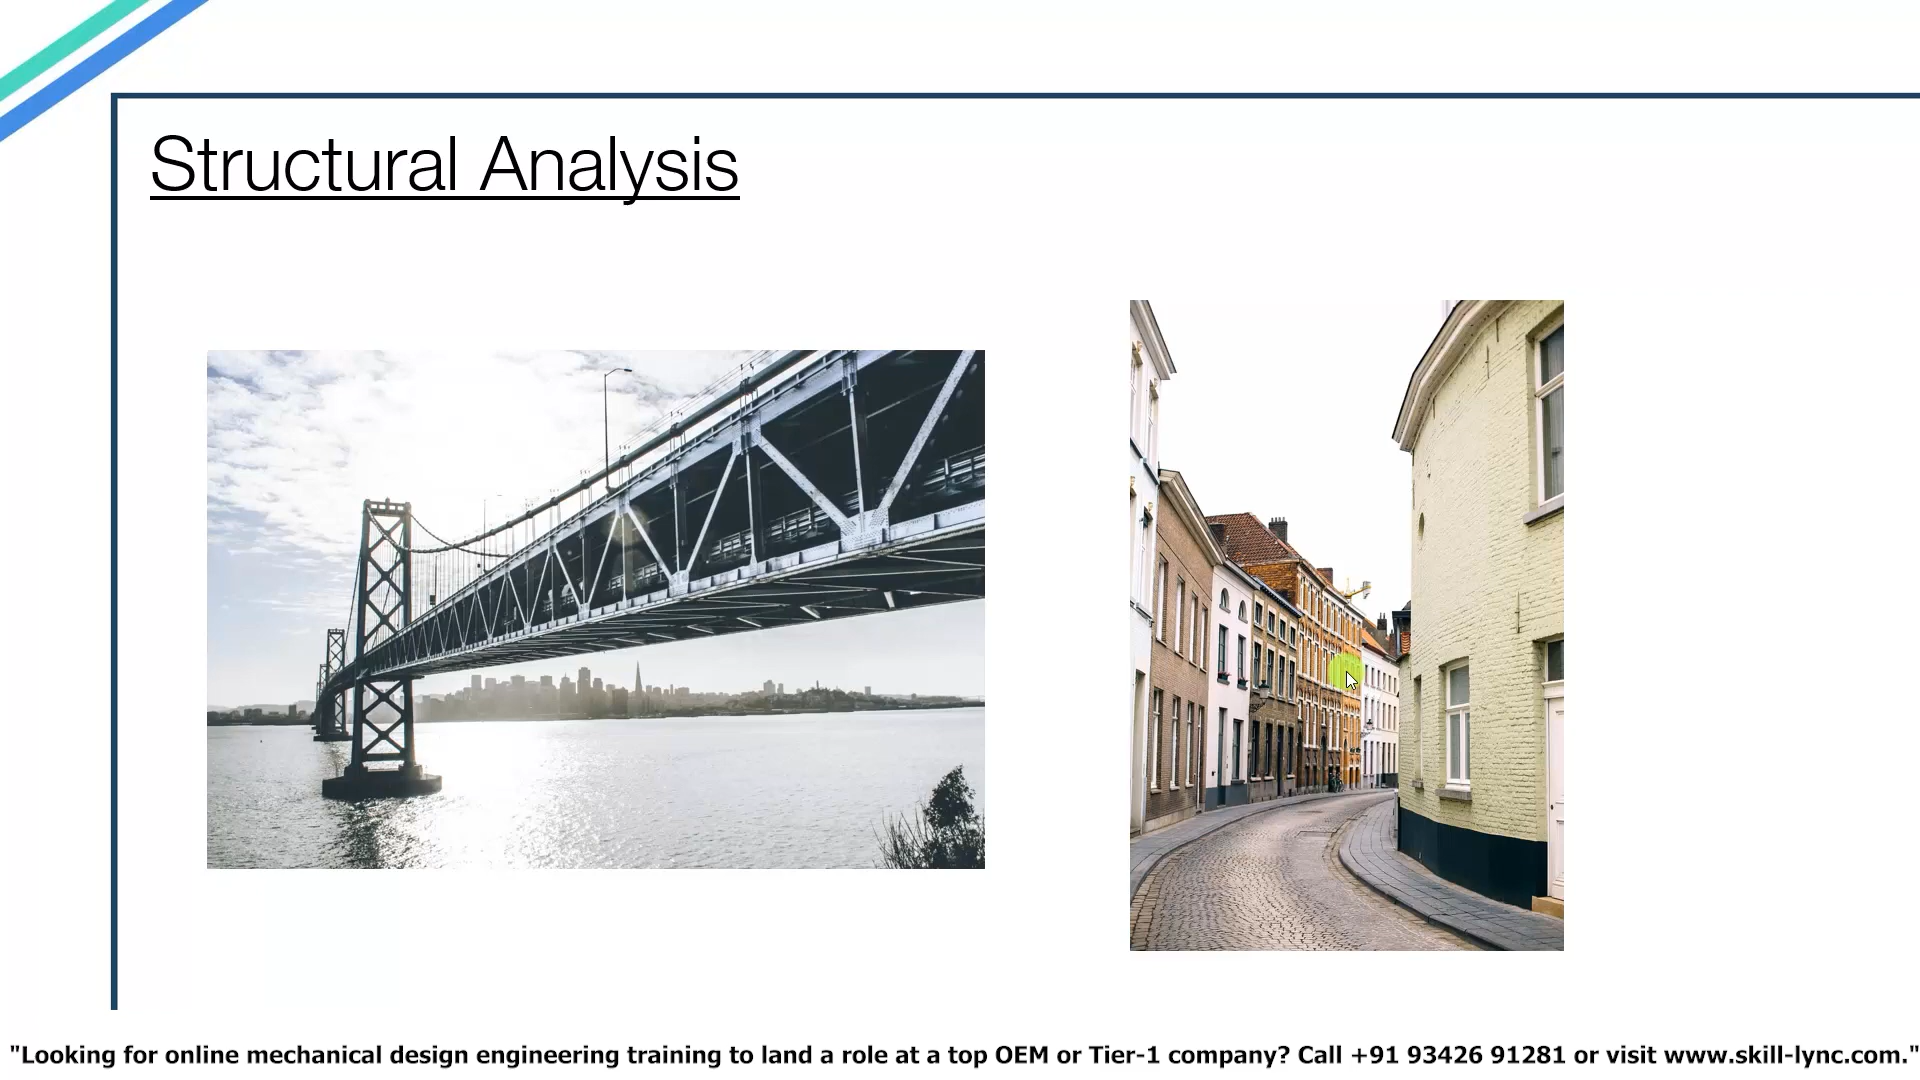 Structural Analysis
"Looking for online mechanical design engineering training to land a role at a top OEM or Tier-1 company? Call +91 93426 91281 or visit www.skill-lync.com."